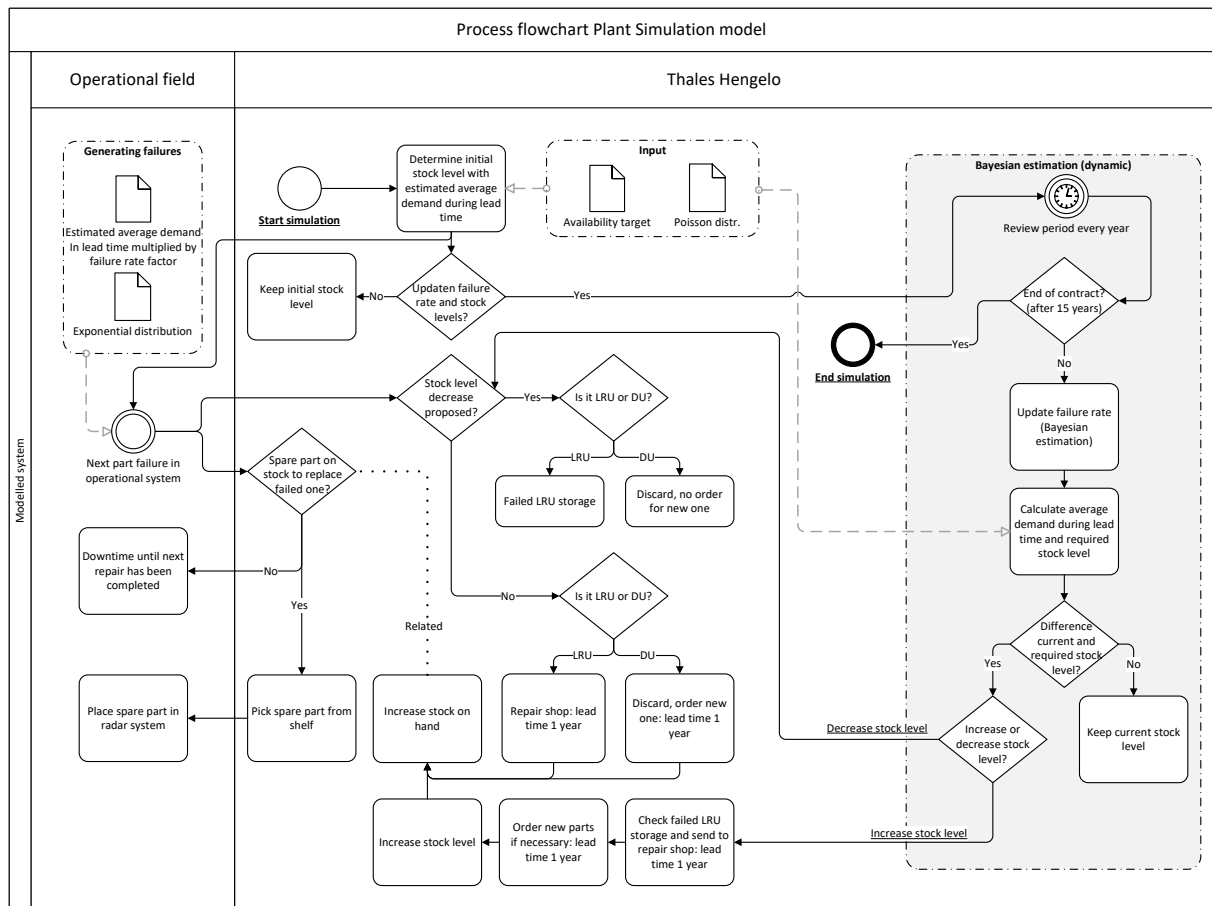 Process flowchart Plant Simulation model
Modelled system
Operational field
Thales Hengelo
Generating failures
Estimated average demand
In lead time multiplied by
failure rate factor
Exponential distribution
Start simulation
Determine initial
stock level with
estimated average
demand during lead
time
Input
Availability target
Poisson distr.
Bayesian estimation (dynamic)
Review period every year
Keep initial stock
level
No
Updaten failure
rate and stock
levels?
Yes
End of contract?
(after 15 years)
Yes
No
End simulation
Next part failure in
operational system
Stock level
decrease
proposed?
Yes
Is it LRU or DU?
LRU
DU
Failed LRU storage
Discard, no order
for new one
Update failure rate
(Bayesian
estimation)
Spare part on
stock to replace
failed one?
Calculate average
demand during lead
time and required
stock level
Downtime until next
repair has been
completed
No
Yes
Related
No
Is it LRU or DU?
LRU
DU
Difference
current and
required stock
level?
Yes
No
Place spare part in
radar system
Pick spare part from
shelf
Increase stock on
hand
Repair shop: lead
time 1 year
Discard, order new
one: lead time 1
year
Decrease stock level
Increase or
decrease stock
level?
Keep current stock
level
Increase stock level
Order new parts
if necessary: lead
time 1 year
Check failed LRU
storage and send to
repair shop: lead
time 1 year
Increase stock level